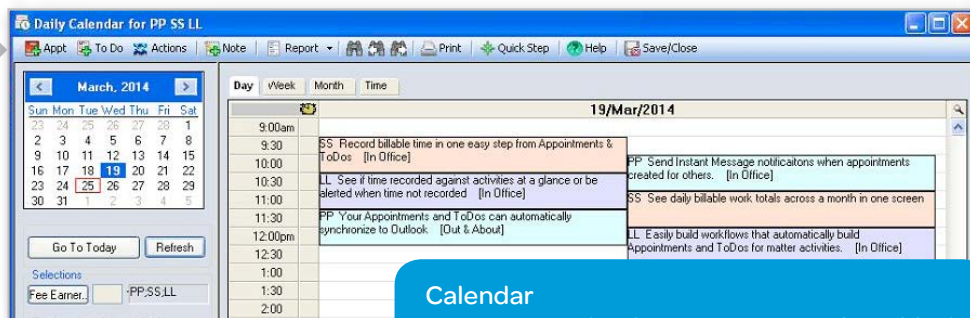 Daily Calendar for PP SS LL
Appt To Do Actions Note Report Print Quick Step Help Save/Close
March, 2014
Sun Mon Tue Wed Thu Fri Sat
23 24 25 26 27 28 1
2 3 4 5 6 7 8
9 10 11 12 13 14 15
16 17 18 19 20 21 22
23 24 25 26 27 28 29
30 31 1 2 3 4 5
Go To Today Refresh
Selections
Fee Earner.. -PP,SS,LL
Day Week Month Time
19/Mar/2014
9:00am
9:30
10:00
10:30
11:00
11:30
12:00pm
12:30
1:00
1:30
2:00
SS Record billable time in one easy step from Appointments &
ToDos [In Office]
LL See if time recorded against activities at a glance or be
alerted when time not recorded [In Office]
PP Your Appointments and ToDos can automatically
synchronize to Outlook [Out & About]
PP Send Instant Message notificaitons when appointments
created for others. [In Office]
SS See daily billable work totals across a month in one screen
LL Easily build workflows that automatically build
Appointments and ToDos for matter activities. [In Office]
Calendar